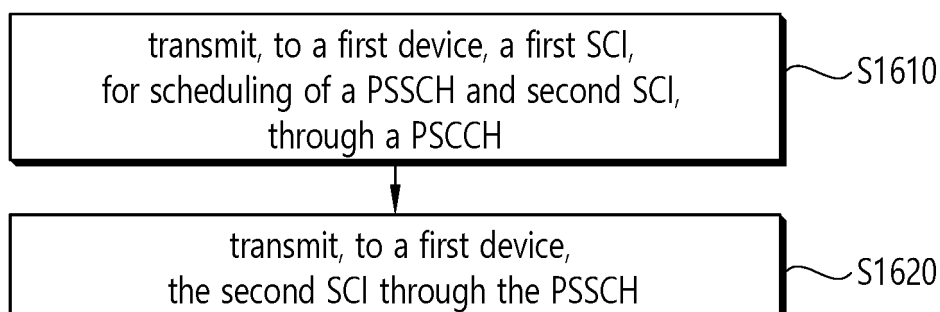 transmit, to a first device, a first SCI,
for scheduling of a PSSCH and second SCI,
through a PSCCH
S1610
transmit, to a first device,
the second SCI through the PSSCH
S1620